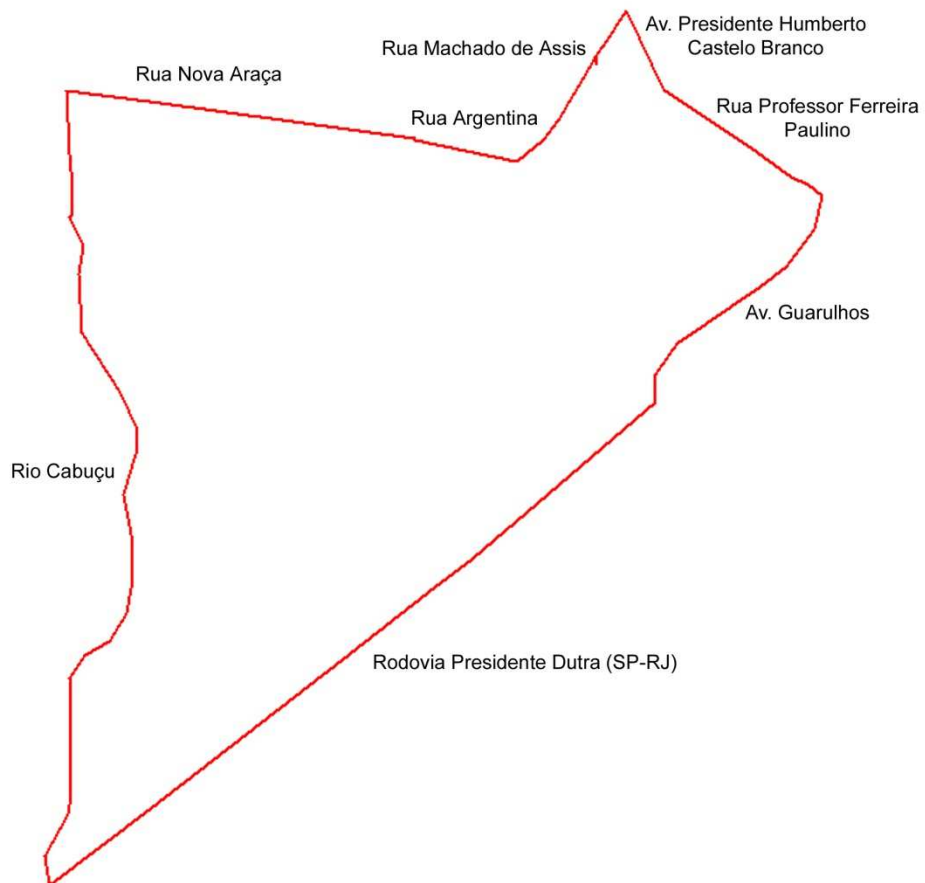 Av. Presidente Humberto
Castelo Branco
Rua Machado de Assis
Rua Nova Araça
Rua Professor Ferreira
Paulino
Rua Argentina
Av. Guarulhos
Rio Cabuçu
Rodovia Presidente Dutra (SP-RJ)